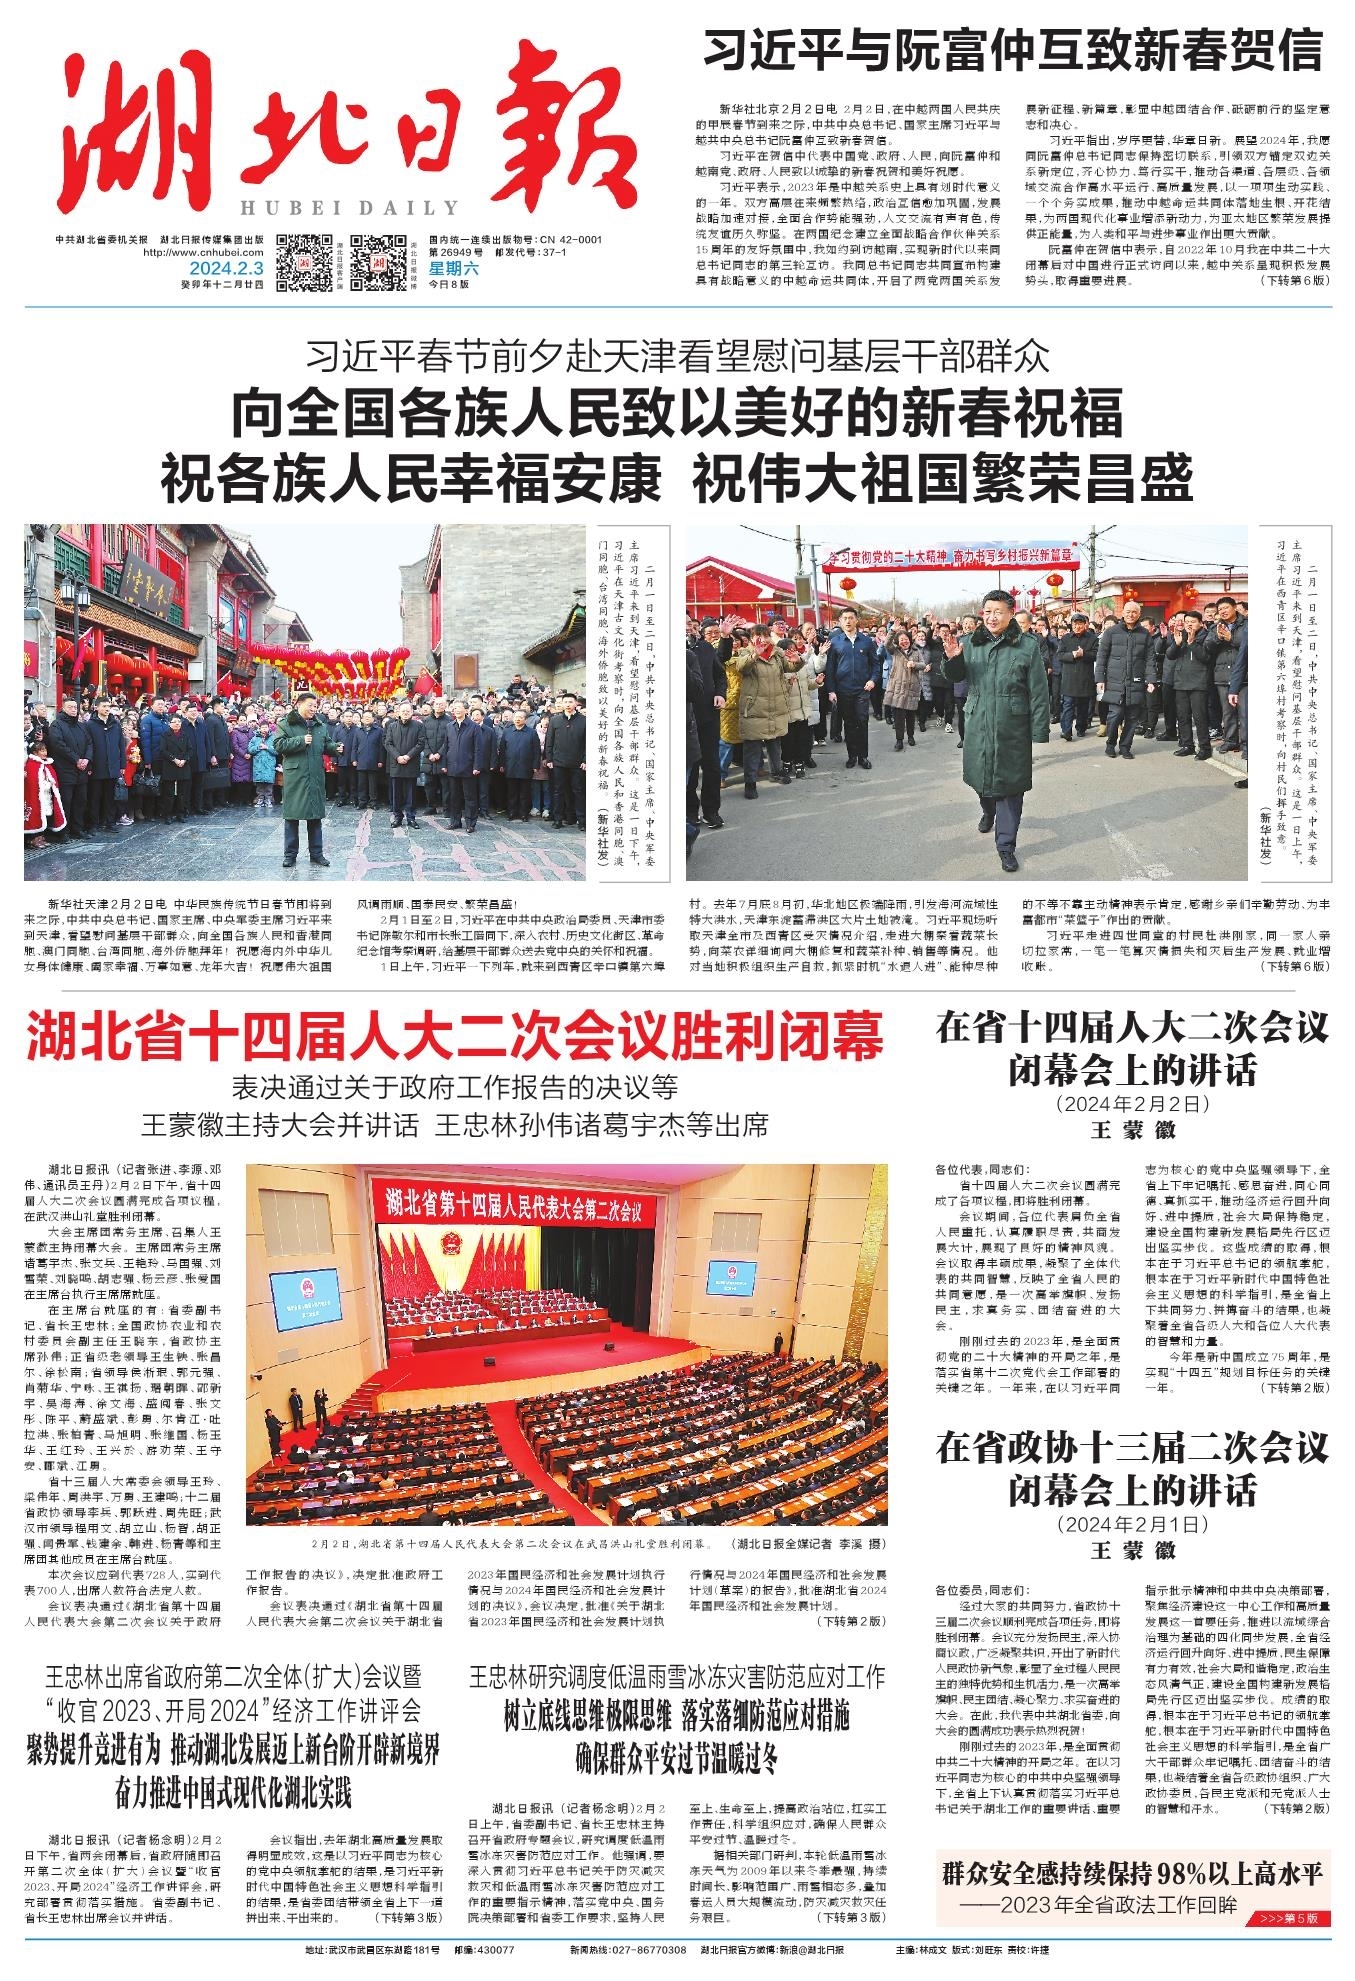 湖北日報
HUBEI DAILY
中共湖北省委机关报 湖北日报传媒集团出版
http://www.cnhubei.com
2024.2.3
癸卯年十二月廿四
湖北日报客户端
湖北日报微博
国内统一连续出版物号:CN 42-0001
第26949号 邮发代号:37-1
星期六
今日8版
习近平与阮富仲互致新春贺信
新华社北京2月2日电 2月2日,在中越两国人民共庆
的甲辰春节到来之际,中共中央总书记、国家主席习近平与
越共中央总书记阮富仲互致新春贺信。
习近平在贺信中代表中国党、政府、人民,向阮富仲和
越南党、政府、人民致以诚挚的新春祝贺和美好祝愿。
习近平表示,2023年是中越关系史上具有划时代意义
的一年。双方高层往来频繁热络,政治互信愈加巩固,发展
战略加速对接,全面合作势能强劲,人文交流有声有色,传
统友谊历久弥坚。在两国纪念建立全面战略合作伙伴关系
15周年的友好氛围中,我如约到访越南,实现新时代以来同
总书记同志的第三轮互访。我同总书记同志共同宣布构建
具有战略意义的中越命运共同体,开启了两党两国关系发
展新征程、新篇章,彰显中越团结合作、砥砺前行的坚定意
志和决心。
习近平指出,岁序更替,华章日新。展望2024年,我愿
同阮富仲总书记同志保持密切联系,引领双方锚定双边关
系新定位,齐心协力、笃行实干,推动各渠道、各层级、各领
域交流合作高水平运行、高质量发展,以一项项生动实践、
一个个务实成果,推动中越命运共同体落地生根、开花结
果,为两国现代化事业增添新动力,为亚太地区繁荣发展提
供正能量,为人类和平与进步事业作出更大贡献。
阮富仲在贺信中表示,自2022年10月我在中共二十大
闭幕后对中国进行正式访问以来,越中关系呈现积极发展
势头,取得重要进展。 (下转第6版)
习近平春节前夕赴天津看望慰问基层干部群众
向全国各族人民致以美好的新春祝福
祝各族人民幸福安康 祝伟大祖国繁荣昌盛
二月一日至二日,中共中央总书记、国家主席、中央军委
主席习近平来到天津,看望慰问基层干部群众。这是一日下午,
习近平在天津古文化街考察时,向全国各族人民和香港同胞、澳
门同胞、台湾同胞、海外侨胞致以美好的新春祝福。
(新华社发)
学习贯彻党的二十大精神 奋力书写乡村振兴新篇章
二月一日至二日,中共中央总书记、国家主席、中央军委
主席习近平来到天津,看望慰问基层干部群众。这是一日上午,
习近平在西青区辛口镇第六埠村考察时,向村民们挥手致意。
(新华社发)
新华社天津2月2日电 中华民族传统节日春节即将到
来之际,中共中央总书记、国家主席、中央军委主席习近平来
到天津,看望慰问基层干部群众,向全国各族人民和香港同
胞、澳门同胞、台湾同胞、海外侨胞拜年!祝愿海内外中华儿
女身体健康、阖家幸福、万事如意、龙年大吉!祝愿伟大祖国
风调雨顺、国泰民安、繁荣昌盛!
2月1日至2日,习近平在中共中央政治局委员、天津市委
书记陈敏尔和市长张工陪同下,深入农村、历史文化街区、革命
纪念馆考察调研,给基层干部群众送去党中央的关怀和祝福。
1日上午,习近平一下列车,就来到西青区辛口镇第六埠
村。去年7月底8月初,华北地区极端降雨,引发海河流域性
特大洪水,天津东淀蓄滞洪区大片土地被淹。习近平现场听
取天津全市及西青区受灾情况介绍,走进大棚察看蔬菜长
势,向菜农详细询问大棚修复和蔬菜补种、销售等情况。他
对当地积极组织生产自救,抓紧时机“水退人进”、能种尽种
的不等不靠主动精神表示肯定,感谢乡亲们辛勤劳动、为丰
富都市“菜篮子”作出的贡献。
习近平走进四世同堂的村民杜洪刚家,同一家人亲
切拉家常,一笔一笔算灾情损失和灾后生产发展、就业增
收账。 (下转第6版)
湖北省十四届人大二次会议胜利闭幕
表决通过关于政府工作报告的决议等
王蒙徽主持大会并讲话 王忠林孙伟诸葛宇杰等出席
湖北日报讯 (记者张进、李源、邓
伟、通讯员王丹)2月2日下午,省十四
届人大二次会议圆满完成各项议程,
在武汉洪山礼堂胜利闭幕。
大会主席团常务主席、召集人王
蒙徽主持闭幕大会。主席团常务主席
诸葛宇杰、张文兵、王艳玲、马国强、刘
雪荣、刘晓鸣、胡志强、杨云彦、张爱国
在主席台执行主席席就座。
在主席台就座的有:省委副书
记、省长王忠林;全国政协农业和农
村委员会副主任王晓东,省政协主
席孙伟;正省级老领导王生铁、张昌
尔、徐松南;省领导侯淅珉、郭元强、
肖菊华、宁咏、王祺扬、琚朝晖、邵新
宇、吴海涛、徐文海、盛阅春、张文
彤、陈平、蔚盛斌、彭勇、尔肯江·吐
拉洪、张柏青、马旭明、张维国、杨玉
华、王红玲、王兴於、游劝荣、王守
安、郦斌、江勇。
省十三届人大常委会领导王玲、
梁伟年、周洪宇、万勇、王建鸣;十二届
省政协领导李兵、郭跃进、周先旺;武
汉市领导程用文、胡立山、杨智、胡正
强、闻贵军、钱建余、韩进、杨青等和主
席团其他成员在主席台就座。
本次会议应到代表728人,实到代
表700人,出席人数符合法定人数。
会议表决通过《湖北省第十四届
人民代表大会第二次会议关于政府
湖北省第十四届人民代表大会第二次会议
2月2日,湖北省第十四届人民代表大会第二次会议在武昌洪山礼堂胜利闭幕。 (湖北日报全媒记者 李溪 摄)
工作报告的决议》,决定批准政府工
作报告。
会议表决通过《湖北省第十四届
人民代表大会第二次会议关于湖北省
2023年国民经济和社会发展计划执行
情况与2024年国民经济和社会发展计
划的决议》,会议决定,批准《关于湖北
省2023年国民经济和社会发展计划执
行情况与2024年国民经济和社会发展
计划(草案)的报告》,批准湖北省2024
年国民经济和社会发展计划。
(下转第2版)
在省十四届人大二次会议
闭幕会上的讲话
(2024年2月2日)
王 蒙 徽
各位代表,同志们:
省十四届人大二次会议圆满完
成了各项议程,即将胜利闭幕。
会议期间,各位代表肩负全省
人民重托,认真履职尽责,共商发
展大计,展现了良好的精神风貌。
会议取得丰硕成果,凝聚了全体代
表的共同智慧,反映了全省人民的
共同意愿,是一次高举旗帜、发扬
民主,求真务实、团结奋进的大
会。
刚刚过去的2023年,是全面贯
彻党的二十大精神的开局之年,是
落实省第十二次党代会工作部署的
关键之年。一年来,在以习近平同
志为核心的党中央坚强领导下,全
省上下牢记嘱托、感恩奋进,同心同
德、真抓实干,推动经济运行回升向
好、进中提质,社会大局保持稳定,
建设全国构建新发展格局先行区迈
出坚实步伐。这些成绩的取得,根
本在于习近平总书记的领航掌舵,
根本在于习近平新时代中国特色社
会主义思想的科学指引,是全省上
下共同努力、拼搏奋斗的结果,也凝
聚着全省各级人大和各位人大代表
的智慧和力量。
今年是新中国成立75周年,是
实现“十四五”规划目标任务的关键
一年。 (下转第2版)
在省政协十三届二次会议
闭幕会上的讲话
(2024年2月1日)
王 蒙 徽
各位委员,同志们:
经过大家的共同努力,省政协十
三届二次会议顺利完成各项任务,即将
胜利闭幕。会议充分发扬民主,深入协
商议政,广泛凝聚共识,开出了新时代
人民政协新气象,彰显了全过程人民民
主的独特优势和生机活力,是一次高举
旗帜、民主团结、凝心聚力、求实奋进的
大会。在此,我代表中共湖北省委,向
大会的圆满成功表示热烈祝贺!
刚刚过去的2023年,是全面贯彻
中共二十大精神的开局之年。在以习
近平同志为核心的中共中央坚强领导
下,全省上下认真贯彻落实习近平总
书记关于湖北工作的重要讲话、重要
指示批示精神和中共中央决策部署,
聚焦经济建设这一中心工作和高质量
发展这一首要任务,推进以流域综合
治理为基础的四化同步发展,全省经
济运行回升向好、进中提质,民生保障
有力有效,社会大局和谐稳定,政治生
态风清气正,建设全国构建新发展格
局先行区迈出坚实步伐。成绩的取
得,根本在于习近平总书记的领航掌
舵,根本在于习近平新时代中国特色
社会主义思想的科学指引,是全省广
大干部群众牢记嘱托、团结奋斗的结
果,也凝结着全省各级政协组织、广大
政协委员,各民主党派和无党派人士
的智慧和汗水。 (下转第2版)
王忠林出席省政府第二次全体(扩大)会议暨
“收官2023、开局2024”经济工作讲评会
聚势提升竞进有为 推动湖北发展迈上新台阶开辟新境界
奋力推进中国式现代化湖北实践
湖北日报讯 (记者杨念明)2月2
日下午,省两会闭幕后,省政府随即召
开第二次全体(扩大)会议暨“收官
2023、开局2024”经济工作讲评会,研
究部署贯彻落实措施。省委副书记、
省长王忠林出席会议并讲话。
会议指出,去年湖北高质量发展取
得明显成效,这是以习近平同志为核心
的党中央领航掌舵的结果,是习近平新
时代中国特色社会主义思想科学指引
的结果,是省委团结带领全省上下一道
拼出来、干出来的。 (下转第3版)
王忠林研究调度低温雨雪冰冻灾害防范应对工作
树立底线思维极限思维 落实落细防范应对措施
确保群众平安过节温暖过冬
湖北日报讯 (记者杨念明)2月2
日上午,省委副书记、省长王忠林主持
召开省政府专题会议,研究调度低温雨
雪冰冻灾害防范应对工作。他强调,要
深入贯彻习近平总书记关于防灾减灾
救灾和低温雨雪冰冻灾害防范应对工
作的重要指示精神,落实党中央、国务
院决策部署和省委工作要求,坚持人民
至上、生命至上,提高政治站位,扛实工
作责任,科学组织应对,确保人民群众
平安过节、温暖过冬。
据相关部门研判,本轮低温雨雪冰
冻天气为2009年以来冬季最强,持续
时间长、影响范围广、雨雪相态多,叠加
春运人员大规模流动,防灾减灾救灾任
务艰巨。 (下转第3版)
群众安全感持续保持98%以上高水平
——2023年全省政法工作回眸
>>>第5版
地址:武汉市武昌区东湖路181号 邮编:430077 新闻热线:027-86770308 湖北日报官方微博:新浪@湖北日报 主编:林成文 版式:刘旺东 责校:许捷